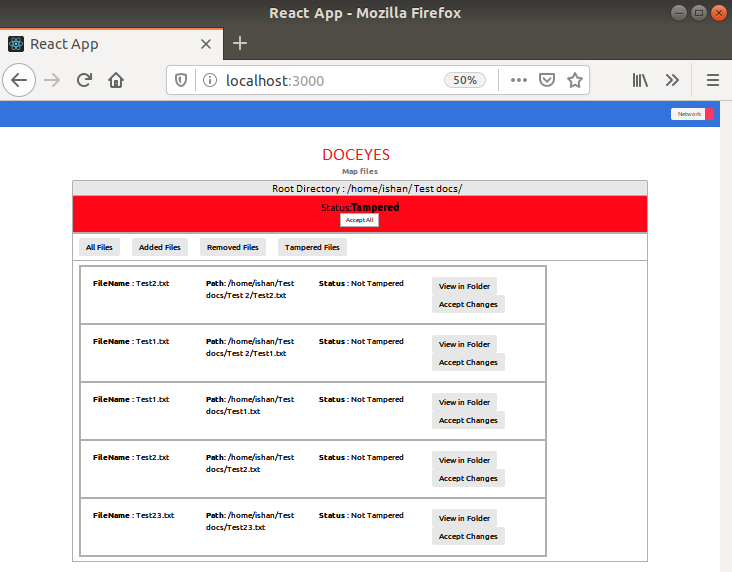 React App - Mozilla Firefox
React App
localhost:3000
50%
Network
DOCEYES
Map files
Root Directory : /home/ishan/ Test docs/
Status:Tampered
Accept All
All Files
Added Files
Removed Files
Tampered Files
FileName : Test2.txt
Path: /home/ishan/Test
docs/Test 2/Test2.txt
Status : Not Tampered
View in Folder
Accept Changes
FileName : Test1.txt
Path: /home/ishan/Test
docs/Test 2/Test1.txt
Status : Not Tampered
View in Folder
Accept Changes
FileName : Test1.txt
Path: /home/ishan/Test
docs/Test1.txt
Status : Not Tampered
View in Folder
Accept Changes
FileName : Test2.txt
Path: /home/ishan/Test
docs/Test2.txt
Status : Not Tampered
View in Folder
Accept Changes
FileName : Test23.txt
Path: /home/ishan/Test
docs/Test23.txt
Status : Not Tampered
View in Folder
Accept Changes